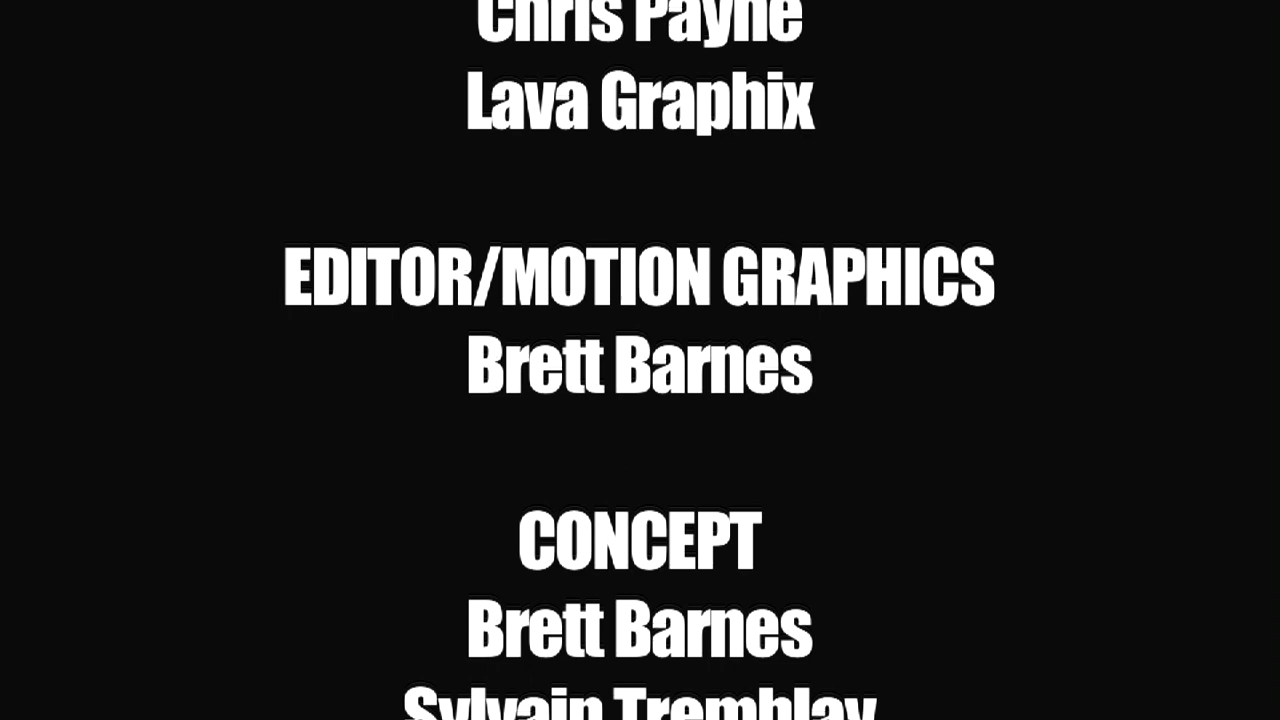 Chris Payne
Lava Graphix
EDITOR/MOTION GRAPHICS
Brett Barnes
CONCEPT
Brett Barnes
Sylvain Tremblay